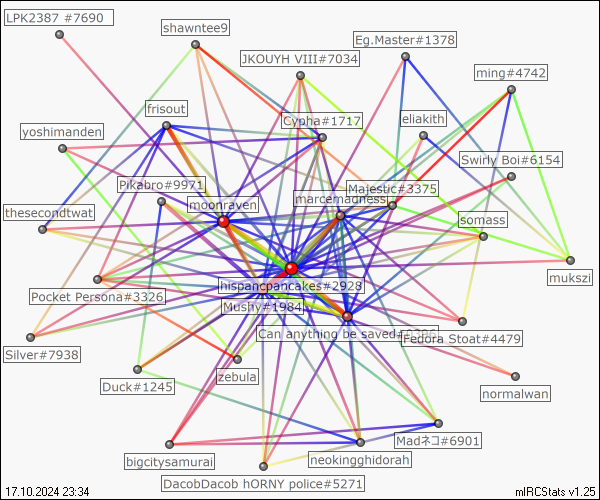 LPK2387 #7690
shawntee9
Eg.Master#1378
JKOUYH VIII#7034
ming#4742
frisout
Cypha#1717
eliakith
yoshimanden
Swirly Boi#6154
Pikabro#9971
Majestic#3375
marcemadness
moonraven
thesecondtwat
somass
mukszi
hispanicpancakes#2928
Pocket Persona#3326
Mushy#1984
Can anything be saved
Fedora Stoat#4479
Silver#7938
zebula
Duck#1245
normalwan
Madネコ#6901
bigcitysamurai
neokingghidorah
DacobDacob hORNY police#5271
17.10.2024 23:34
mIRCStats v1.25